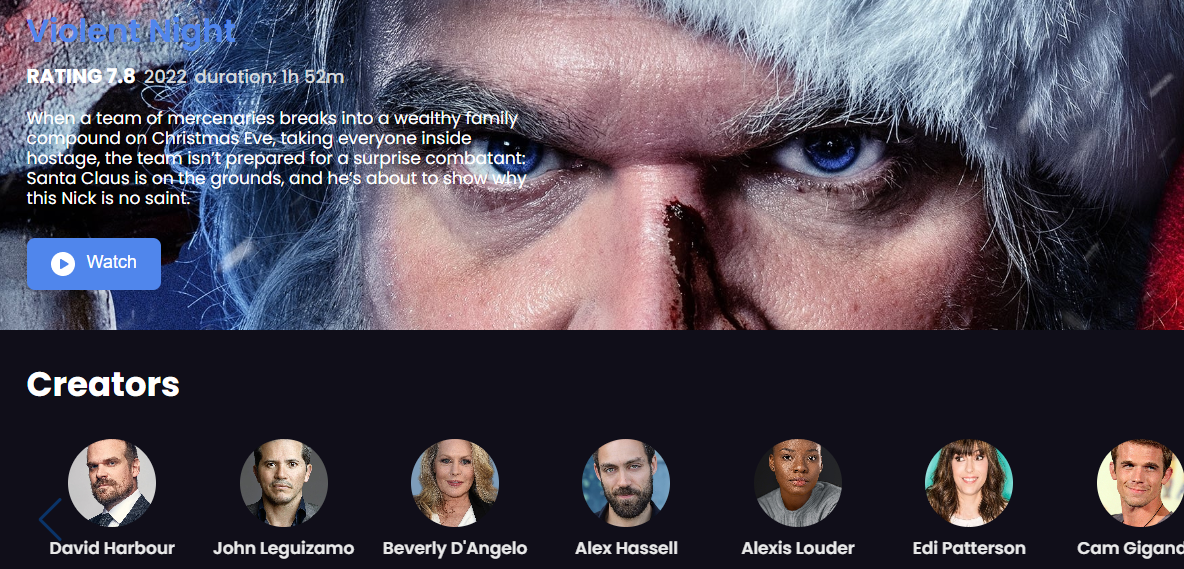 Violent Night
RATING 7.8 2022 duration: 1h 52m
When a team of mercenaries breaks into a wealthy family
compound on Christmas Eve, taking everyone inside
hostage, the team isn't prepared for a surprise combatant:
Santa Claus is on the grounds, and he's about to show why
this Nick is no saint.
Watch
Creators
David Harbour John Leguizamo Beverly D'Angelo Alex Hassell Alexis Louder Edi Patterson Cam Gigand